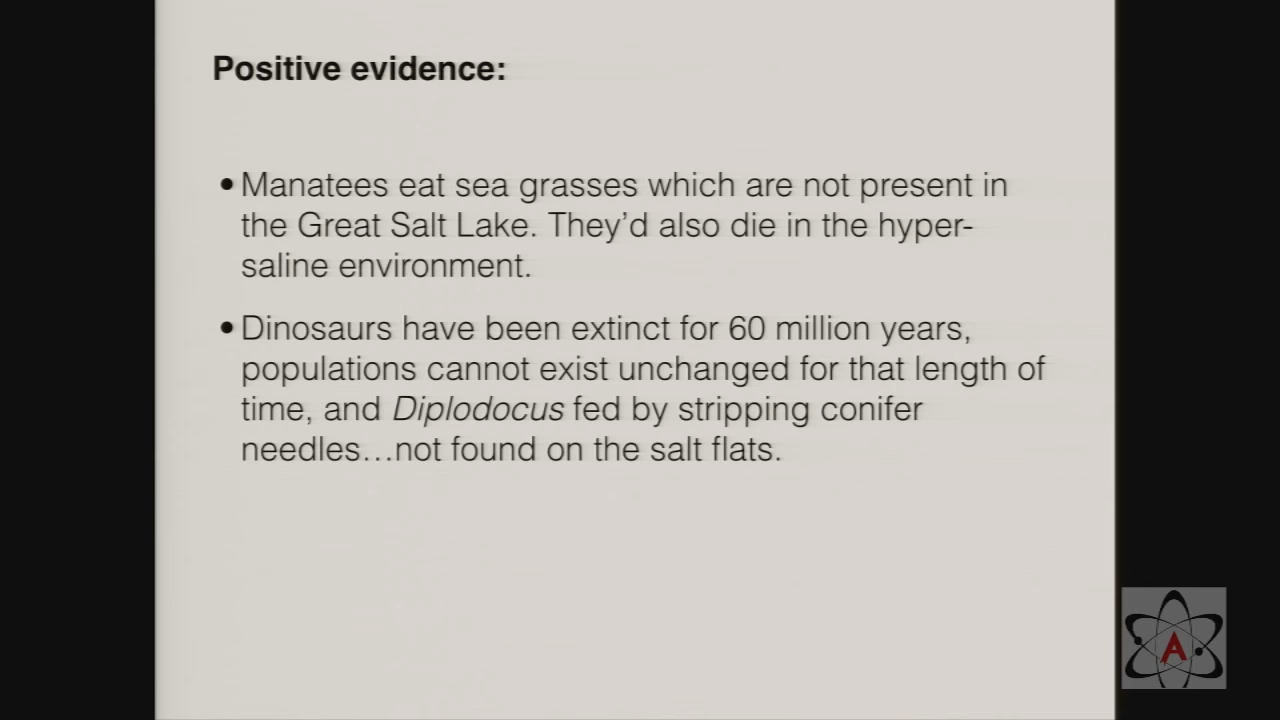 Positive evidence:
•Manatees eat sea grasses which are not present in
the Great Salt Lake. They’d also die in the hyper-
saline environment.
•Dinosaurs have been extinct for 60 million years,
populations cannot exist unchanged for that length of
time, and Diplodocus fed by stripping conifer
needles…not found on the salt flats.
A